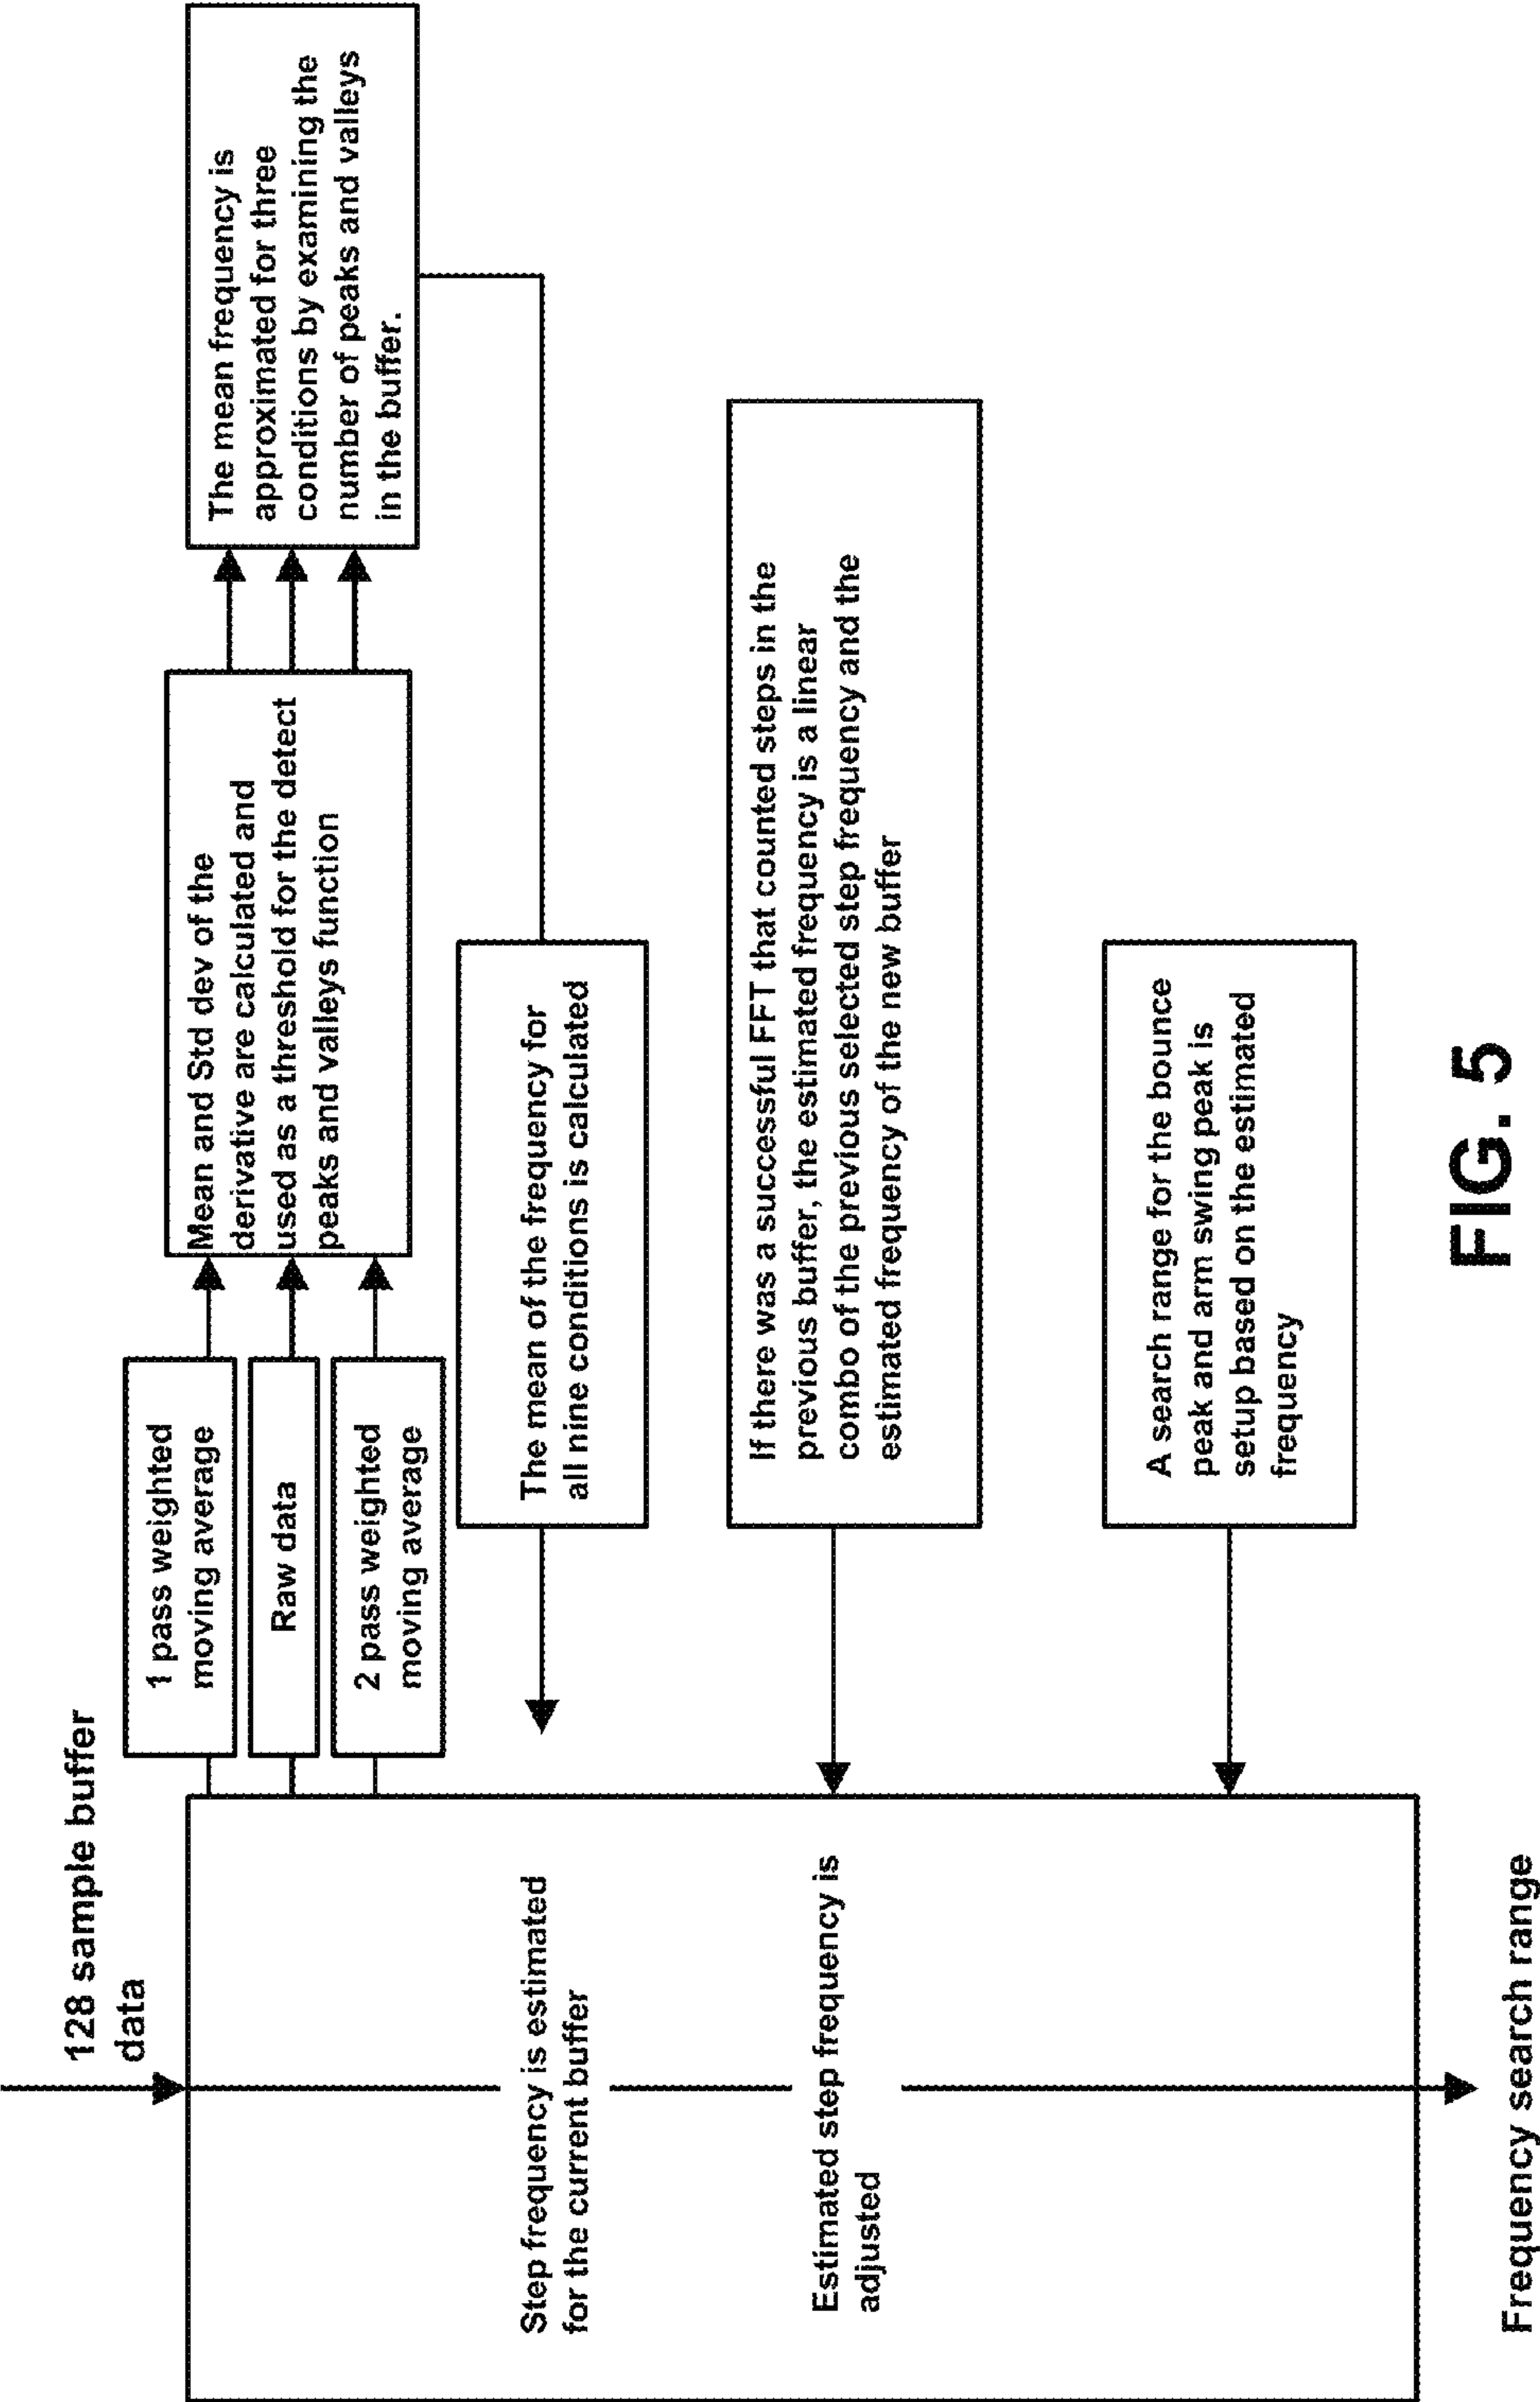 128 sample buffer
data
1 pass weighted
moving average
Raw data
2 pass weighted
moving average
Mean and Std dev of the
derivative are calculated and
used as a threshold for the detect
peaks and valleys function
The mean frequency is
approximated for three
conditions by examining the
number of peaks and valleys
in the buffer.
Step frequency is estimated
for the current buffer
The mean of the frequency for
all nine conditions is calculated
Estimated step frequency is
adjusted
If there was a successful FFT that counted steps in the
previous buffer, the estimated frequency is a linear
combo of the previous selected step frequency and the
estimated frequency of the new buffer
A search range for the bounce
peak and arm swing peak is
setup based on the estimated
frequency
Frequency search range
FIG. 5